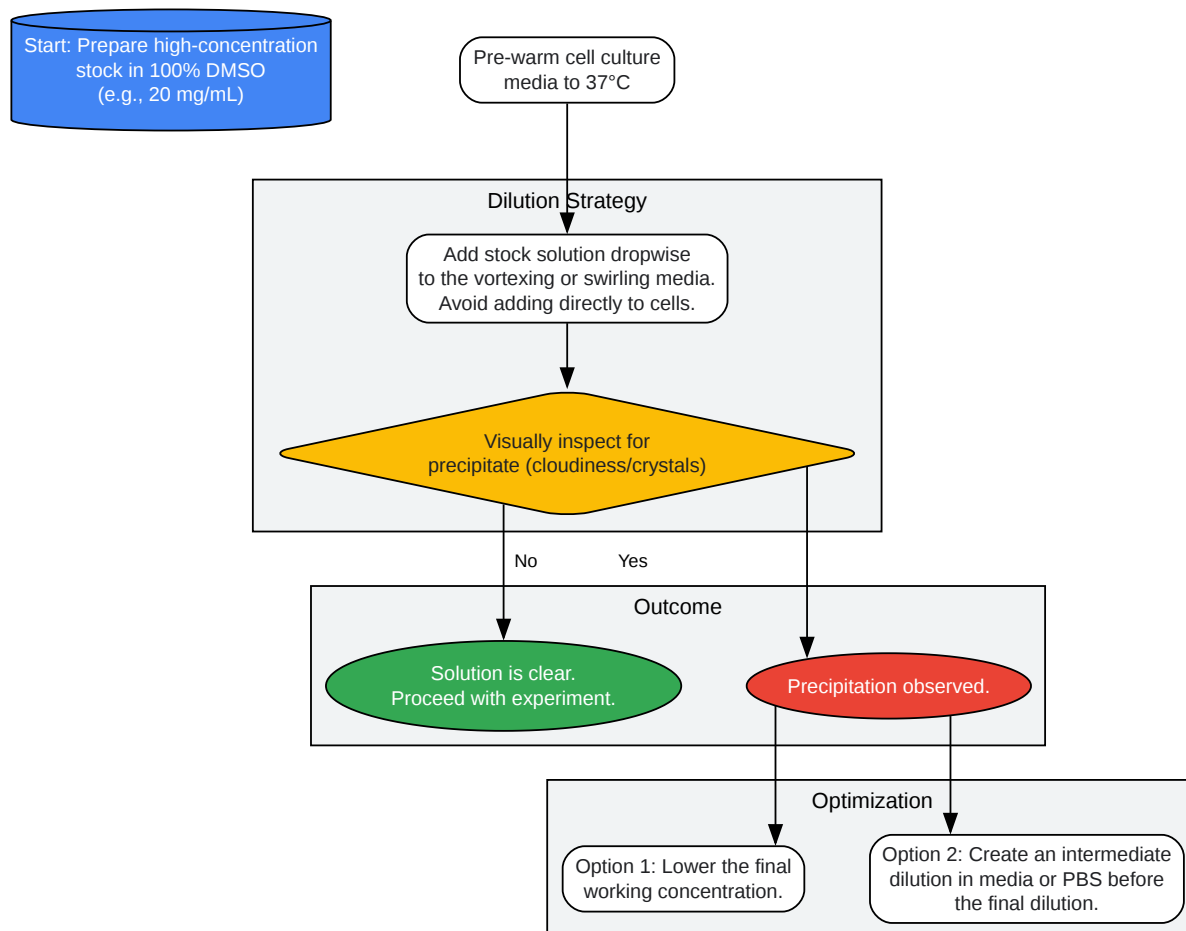 Start: Prepare high-concentration
stock in 100% DMSO
(e.g., 20 mg/mL)
Pre-warm cell culture
media to 37°C
Dilution Strategy
Add stock solution dropwise
to the vortexing or swirling media.
Avoid adding directly to cells.
Visually inspect for
precipitate (cloudiness/crystals)
No
Yes
Outcome
Solution is clear.
Proceed with experiment.
Precipitation observed.
Optimization
Option 1: Lower the final
working concentration.
Option 2: Create an intermediate
dilution in media or PBS before
the final dilution.